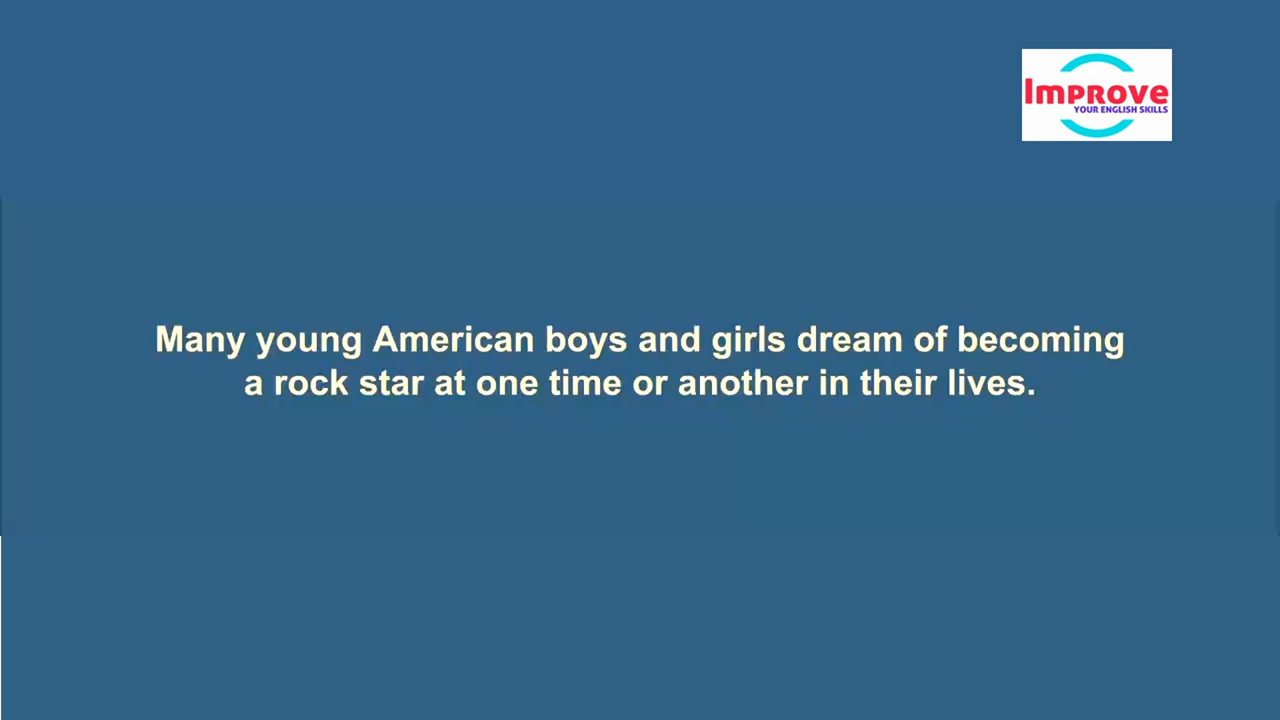 Improve
YOUR ENGLISH SKILLS
Many young American boys and girls dream of becoming
a rock star at one time or another in their lives.